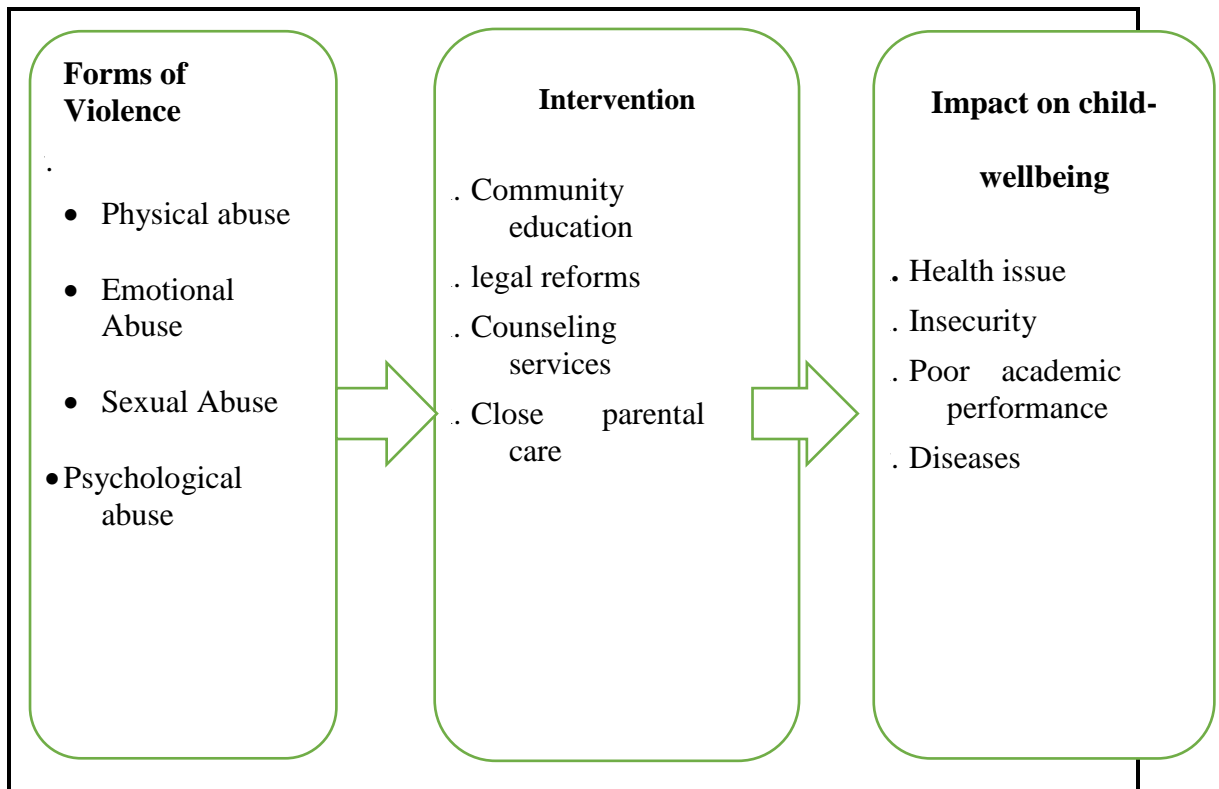 Forms of
Violence
.
• Physical abuse
• Emotional
Abuse
• Sexual Abuse
• Psychological
abuse
Intervention
. Community
education
. legal reforms
. Counseling
services
. Close parental
care
Impact on child-
wellbeing
. Health issue
. Insecurity
. Poor academic
performance
. Diseases